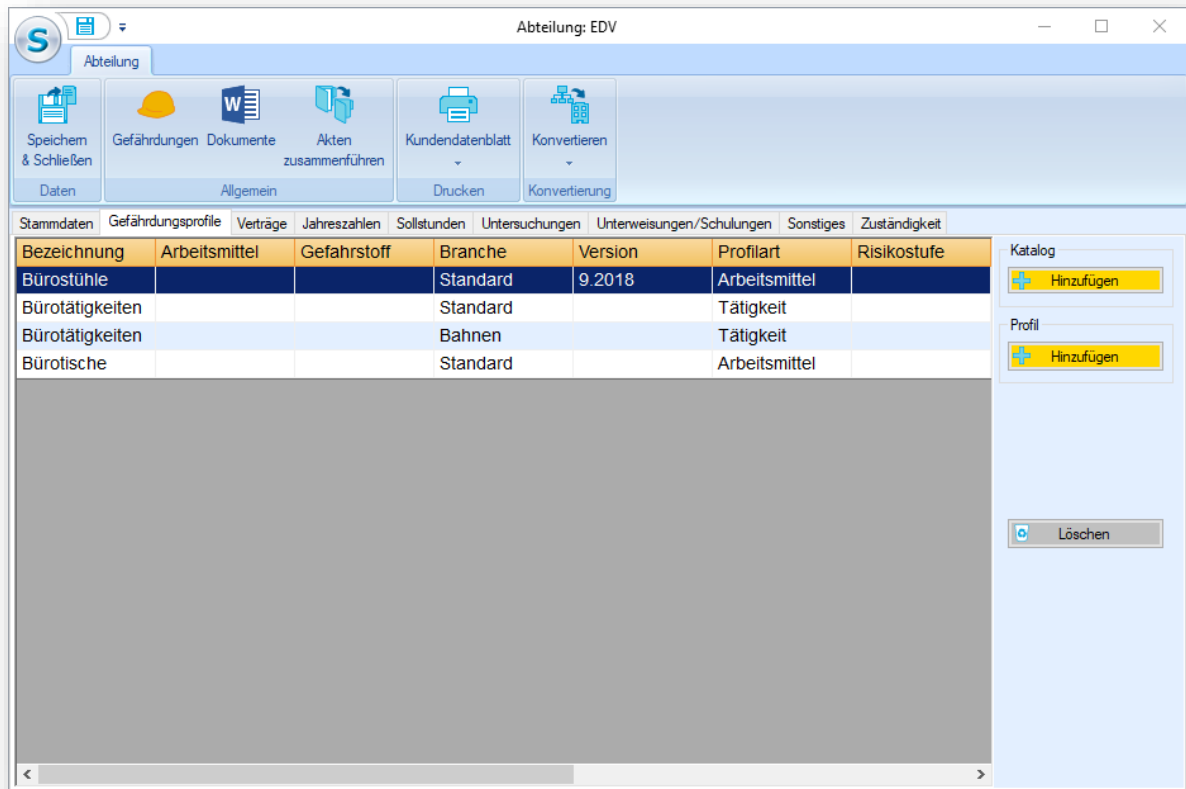 S
Abteilung: EDV
Abteilung
Speichern & Schließen
Gefährdungen
W
Dokumente
Akten zusammenführen
Kundendatenblatt
Konvertieren
Daten
Allgemein
Drucken
Konvertierung
Stammdaten Gefährdungsprofile Verträge Jahreszahlen Sollstunden Untersuchungen Unterweisungen/Schulungen Sonstiges Zuständigkeit
Bezeichnung Arbeitsmittel Gefahrstoff Branche Version Profilart Risikostufe
Bürostühle Standard 9.2018 Arbeitsmittel
Bürotätigkeiten Standard Tätigkeit
Bürotätigkeiten Bahnen Tätigkeit
Bürotische Standard Arbeitsmittel
Katalog
Hinzufügen
Profil
Hinzufügen
Löschen